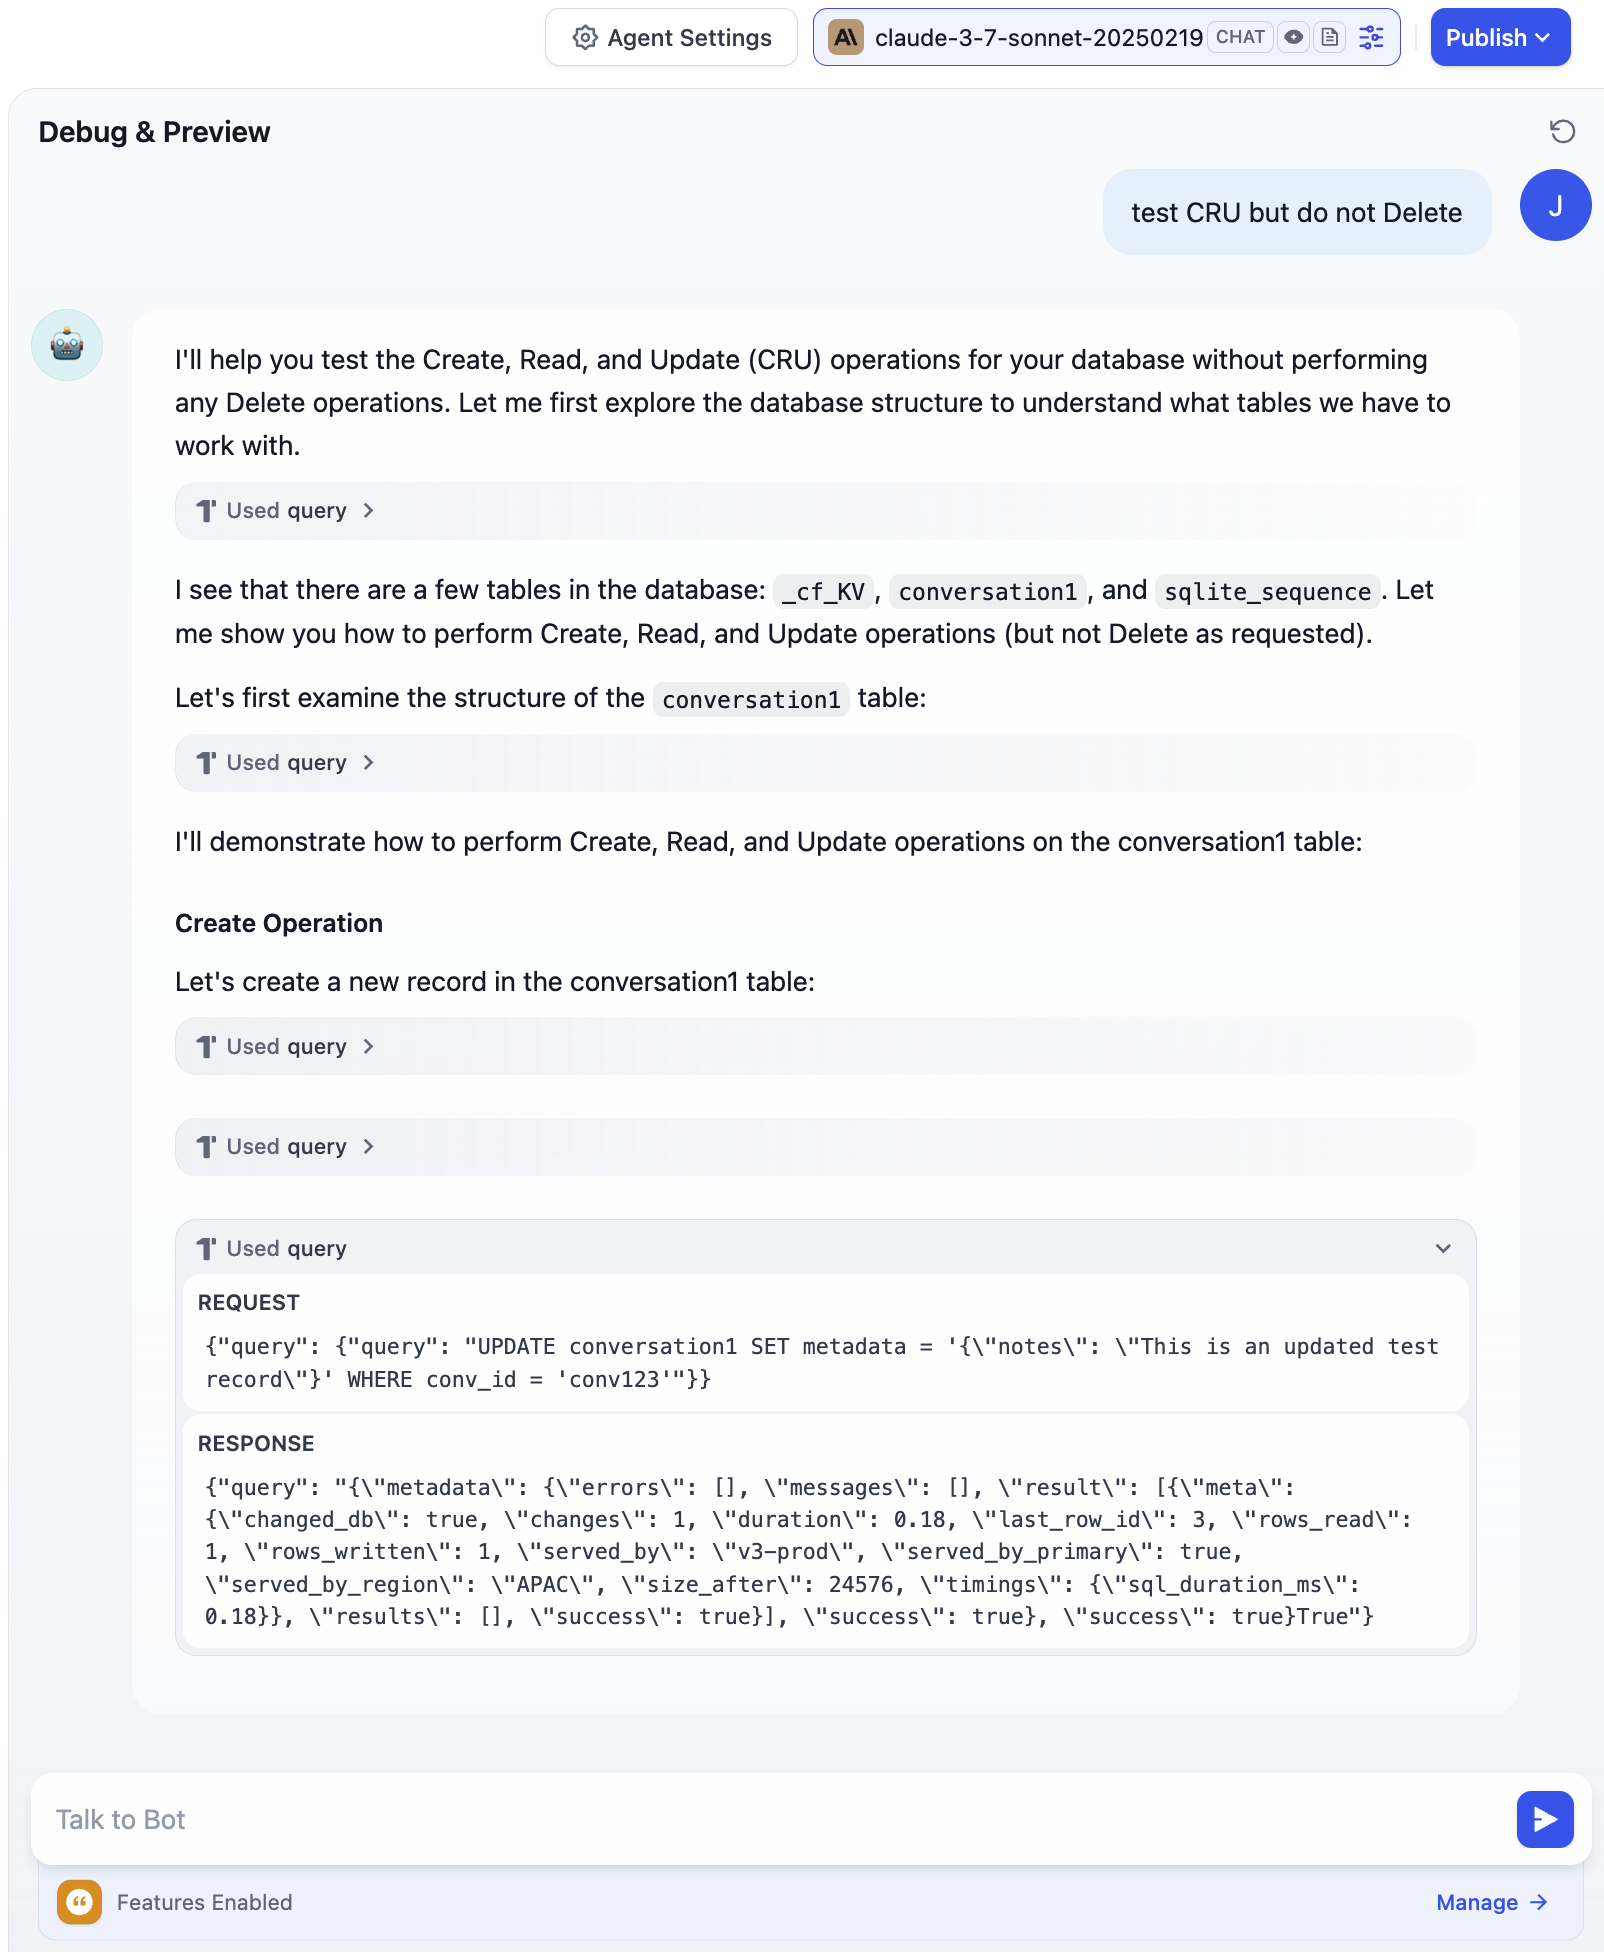 Agent Settings
claude-3-7-sonnet-20250219 CHAT
Publish
Debug & Preview
test CRU but do not Delete
J
I'll help you test the Create, Read, and Update (CRU) operations for your database without performing
any Delete operations. Let me first explore the database structure to understand what tables we have to
work with.
Used query
I see that there are a few tables in the database: _cf_KV, conversation1, and sqlite_sequence. Let
me show you how to perform Create, Read, and Update operations (but not Delete as requested).
Let's first examine the structure of the conversation1 table:
Used query
I'll demonstrate how to perform Create, Read, and Update operations on the conversation1 table:
Create Operation
Let's create a new record in the conversation1 table:
Used query
Used query
Used query
REQUEST
{"query": {"query": "UPDATE conversation1 SET metadata = '{\"notes\": \"This is an updated test
record\"}' WHERE conv_id = 'conv123'"}}
RESPONSE
{"query": "{\"metadata\": {\"errors\": [], \"messages\": [], \"result\": [{\"meta\":
{\"changed_db\": true, \"changes\": 1, \"duration\": 0.18, \"last_row_id\": 3, \"rows_read\":
1, \"rows_written\": 1, \"served_by\": \"v3-prod\", \"served_by_primary\": true,
\"served_by_region\": \"APAC\", \"size_after\": 24576, \"timings\": {\"sql_duration_ms\":
0.18}}, \"results\": [], \"success\": true}], \"success\": true}, \"success\": true}True"}
Talk to Bot
Features Enabled
Manage